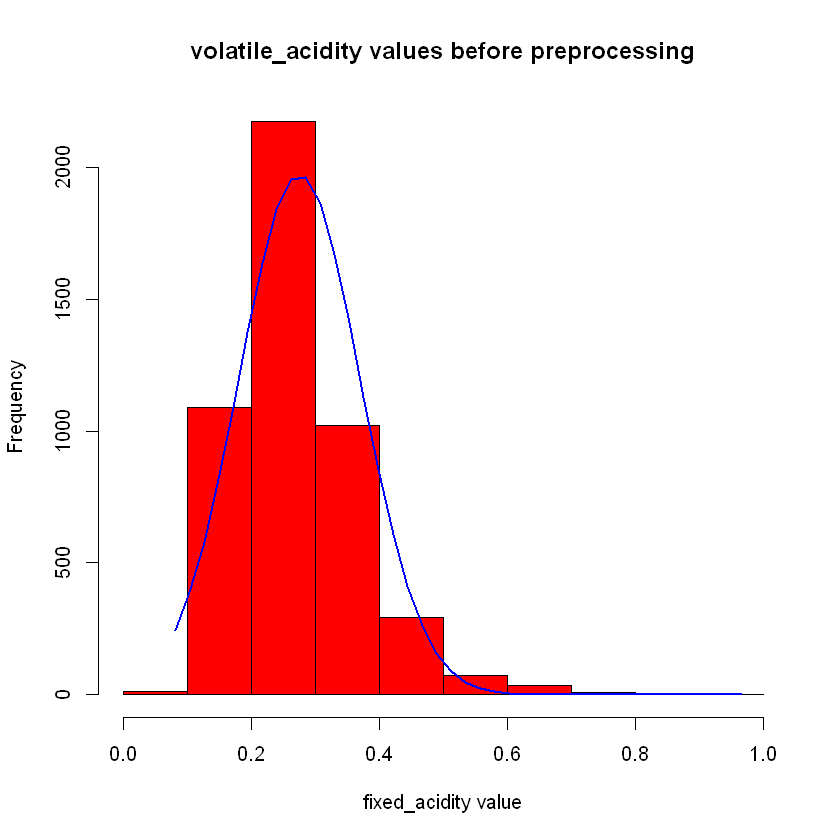 volatile_acidity values before preprocessing
Frequency
2000
1500
1000
500
0
0.0 0.2 0.4 0.6 0.8 1.0
fixed_acidity value